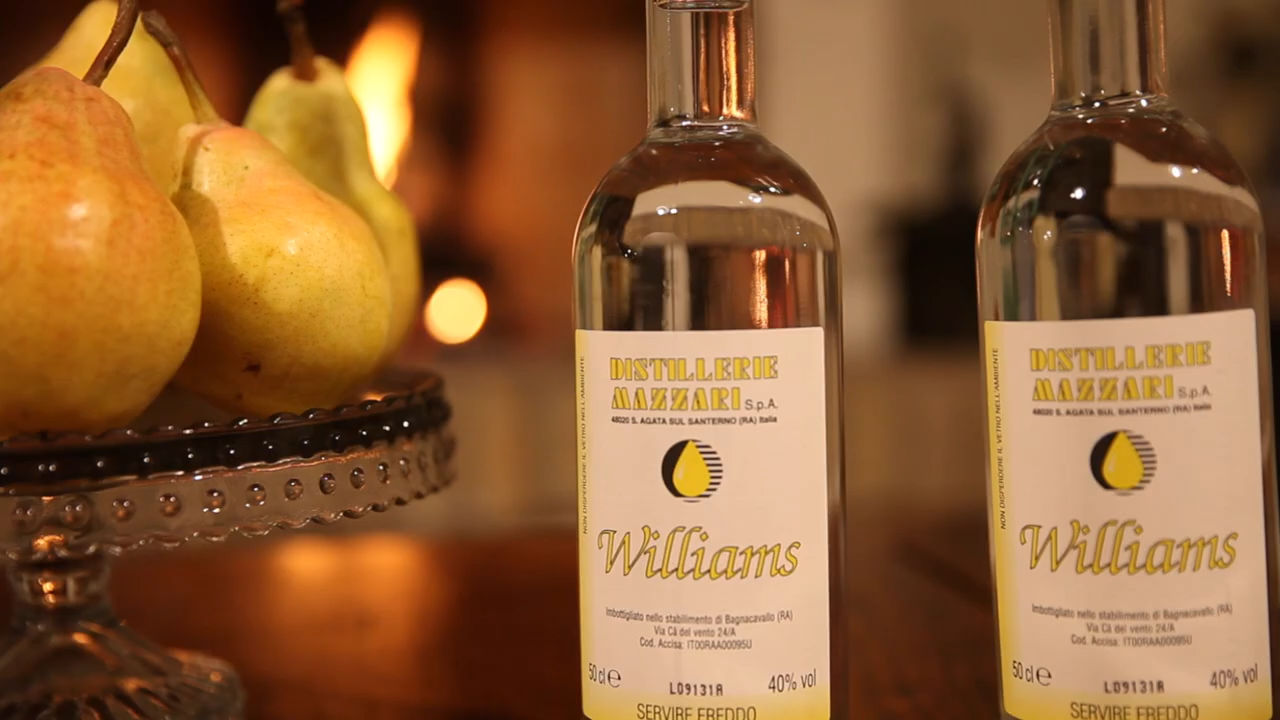 NON DISPERDERE IL VETRO NELL'AMBIENTE
DISTILLERIE
MAZZARI S.p.A.
48020 S. AGATA SUL SANTERNO (RA) Italia
Williams
Imbottigliato nello stabilimento di Bagnacavallo (RA)
Via Cà del vento 24/A
Cod. Accisa: IT00RAA00095U
50 cl e
L09131A
40% vol
SERVIRE FREDDO
NON DISPERDERE IL VETRO NELL'AMBIENTE
DISTILLERIE
MAZZARI S.p.A.
48020 S. AGATA SUL SANTERNO (RA) Italia
Williams
Imbottigliato nello stabilimento di Bagnacavallo (RA)
Via Cà del vento 24/A
Cod. Accisa: IT00RAA00095U
50 cl e
L09131A
40% vol
SERVIRE FREDDO